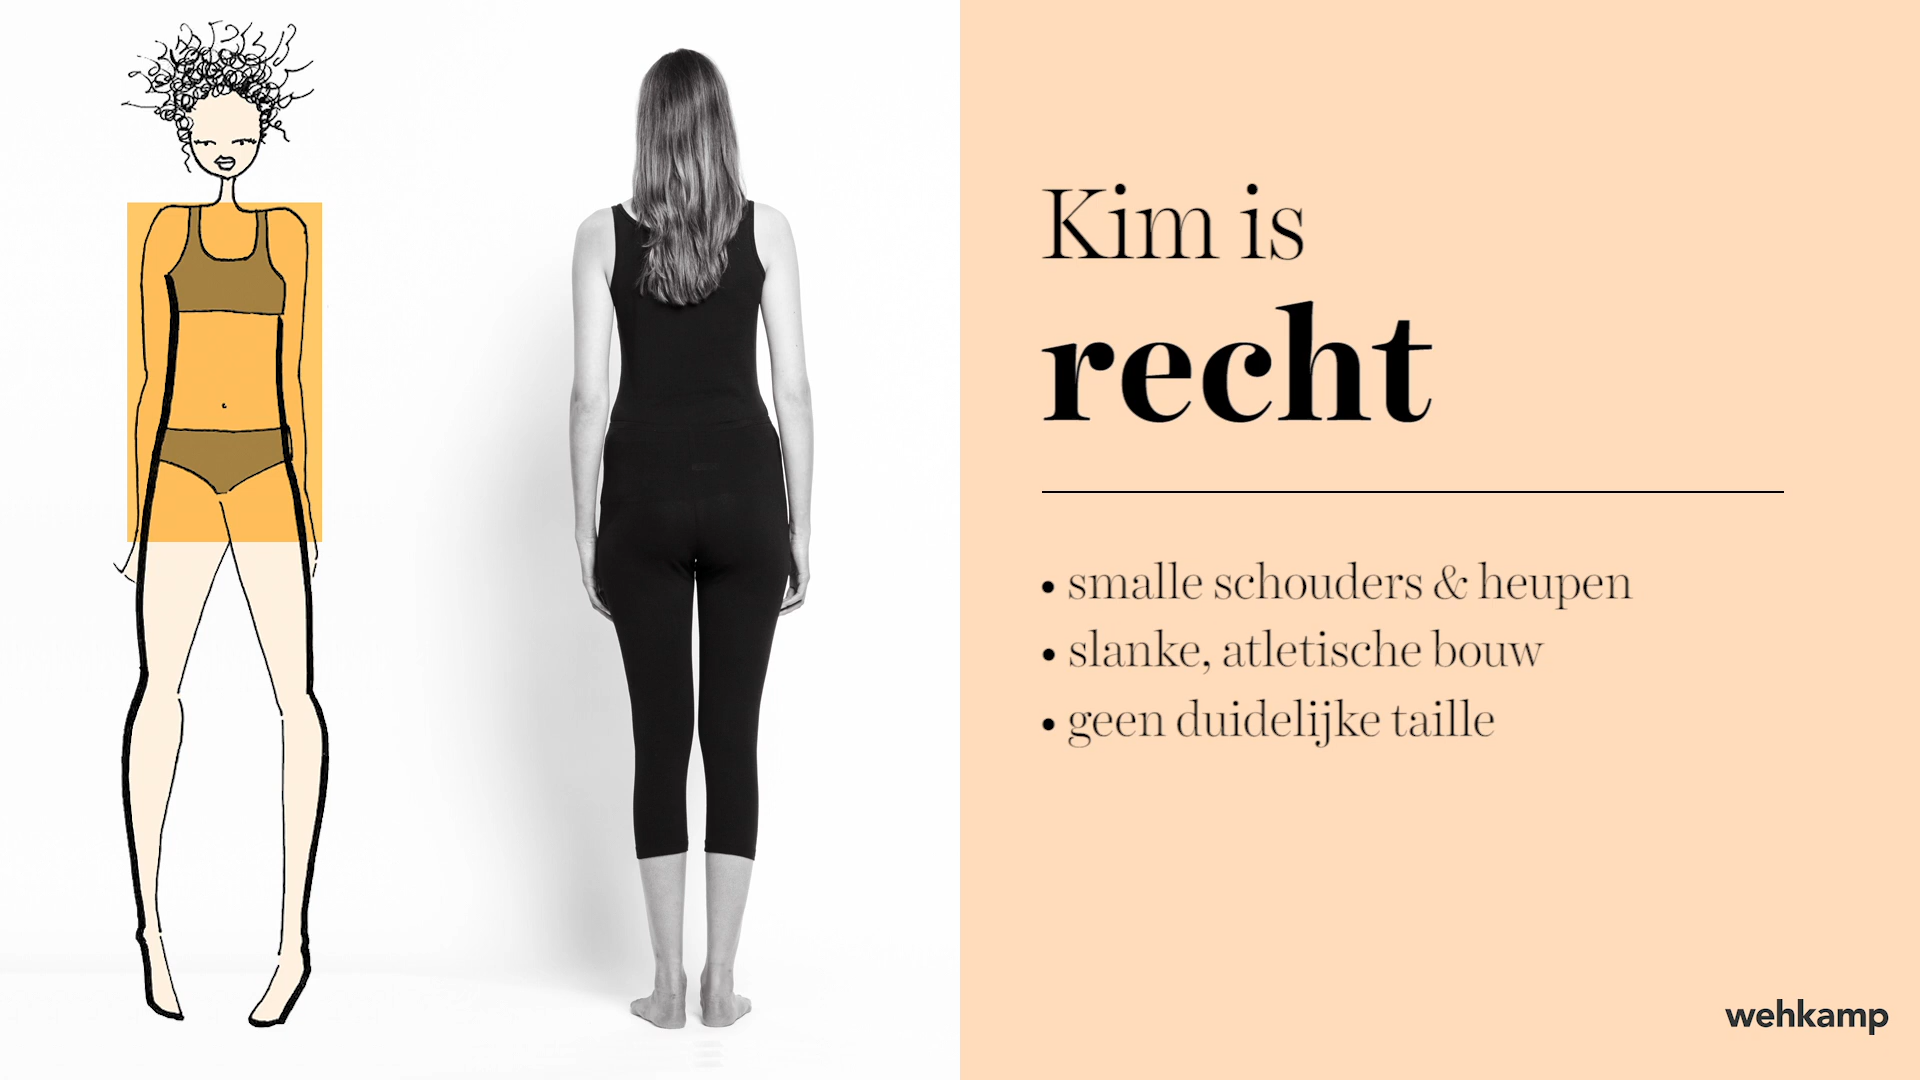 Kim is
recht
• smalle schouders & heupen
• slanke, atletische bouw
• geen duidelijke taille
wehkamp